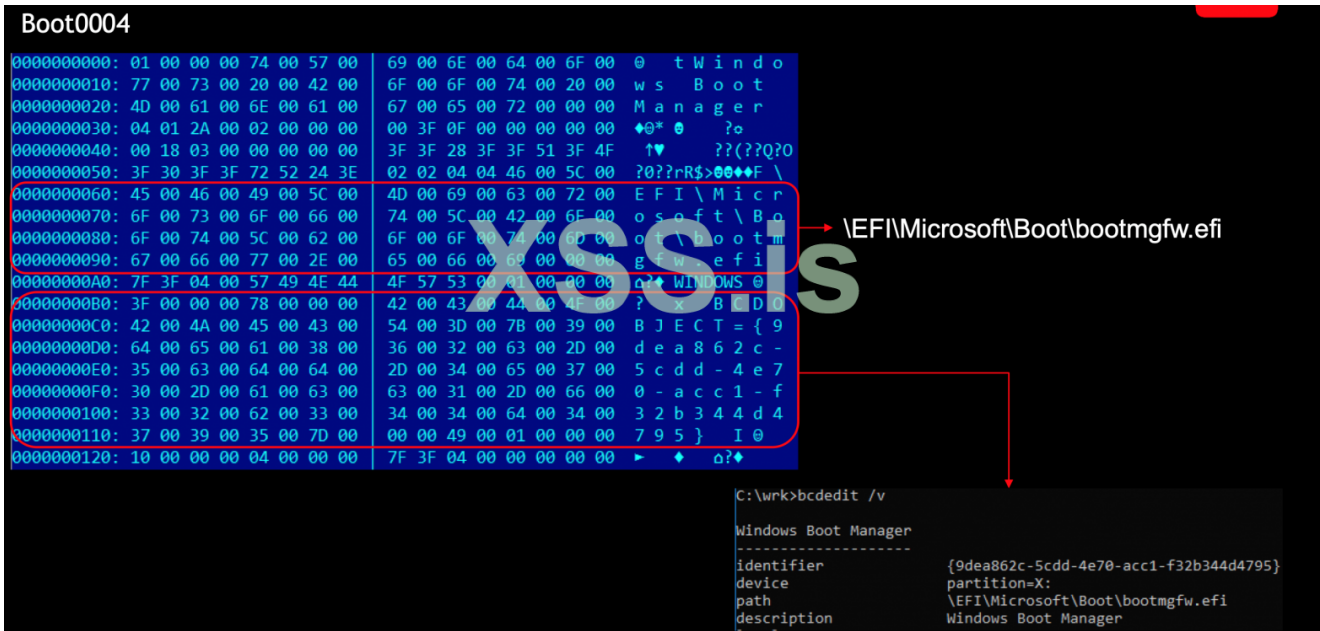 Boot0004
0000000000: 01 00 00 00 74 00 57 00 69 00 6E 00 64 00 6F 00 ☺ t W i n d o
0000000010: 77 00 73 00 20 00 42 00 6F 00 6F 00 74 00 20 00 w s B o o t
0000000020: 4D 00 61 00 6E 00 61 00 67 00 65 00 72 00 00 00 M a n a g e r
0000000030: 04 01 2A 00 02 00 00 00 00 3F 0F 00 00 00 00 00 ♦☺* ☻ ?☼
0000000040: 00 18 03 00 00 00 00 00 3F 3F 28 3F 3F 51 3F 4F ↑♥ ??(??Q?O
0000000050: 3F 30 3F 3F 72 52 24 3E 02 02 04 04 46 00 5C 00 ?0??rR$>☻☻♦♦F \
0000000060: 45 00 46 00 49 00 5C 00 4D 00 69 00 63 00 72 00 E F I \ M i c r
0000000070: 6F 00 73 00 6F 00 66 00 74 00 5C 00 42 00 6F 00 o s o f t \ B o
0000000080: 6F 00 74 00 5C 00 62 00 6F 00 6F 00 74 00 6D 00 o t \ b o o t m
0000000090: 67 00 66 00 77 00 2E 00 65 00 66 00 69 00 00 00 g f w . e f i
00000000A0: 7F 3F 04 00 57 49 4E 44 4F 57 53 00 01 00 00 00 ⌂?♦ WINDOWS ☺
00000000B0: 3F 00 00 00 78 00 00 00 42 00 43 00 44 00 4F 00 ? x B C D O
00000000C0: 42 00 4A 00 45 00 43 00 54 00 3D 00 7B 00 39 00 B J E C T = { 9
00000000D0: 64 00 65 00 61 00 38 00 36 00 32 00 63 00 2D 00 d e a 8 6 2 c -
00000000E0: 35 00 63 00 64 00 64 00 2D 00 34 00 65 00 37 00 5 c d d - 4 e 7
00000000F0: 30 00 2D 00 61 00 63 00 63 00 31 00 2D 00 66 00 0 - a c c 1 - f
0000000100: 33 00 32 00 62 00 33 00 34 00 34 00 64 00 34 00 3 2 b 3 4 4 d 4
0000000110: 37 00 39 00 35 00 7D 00 00 00 49 00 01 00 00 00 7 9 5 } I ☺
0000000120: 10 00 00 00 04 00 00 00 7F 3F 04 00 00 00 00 00 ► ♦ ⌂?♦
\EFI\Microsoft\Boot\bootmgfw.efi
XSS.is
C:\wrk>bcdedit /v
Windows Boot Manager
--------------------
identifier {9dea862c-5cdd-4e70-acc1-f32b344d4795}
device partition=X:
path \EFI\Microsoft\Boot\bootmgfw.efi
description Windows Boot Manager